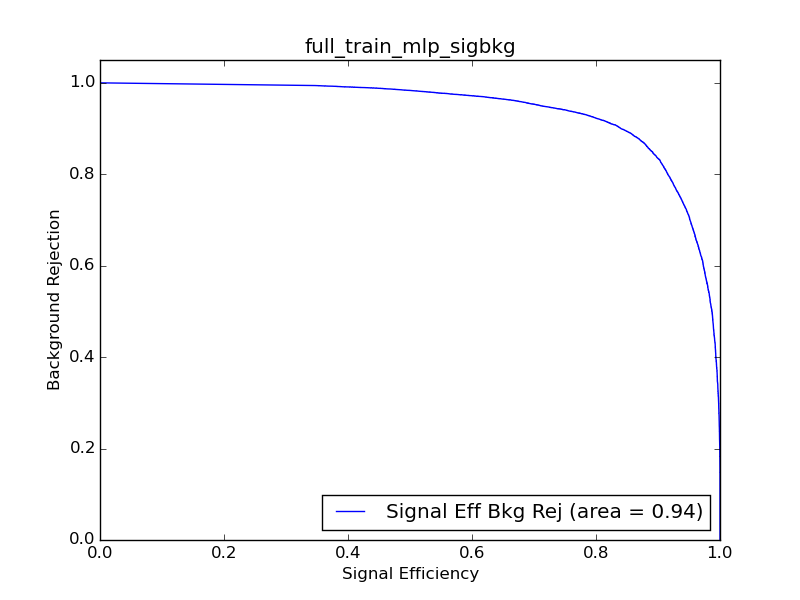 full_train_mlp_sigbkg
1.0
0.8
0.6
0.4
0.2
0.0
Background Rejection
Signal Eff Bkg Rej (area = 0.94)
0.0 0.2 0.4 0.6 0.8 1.0
Signal Efficiency